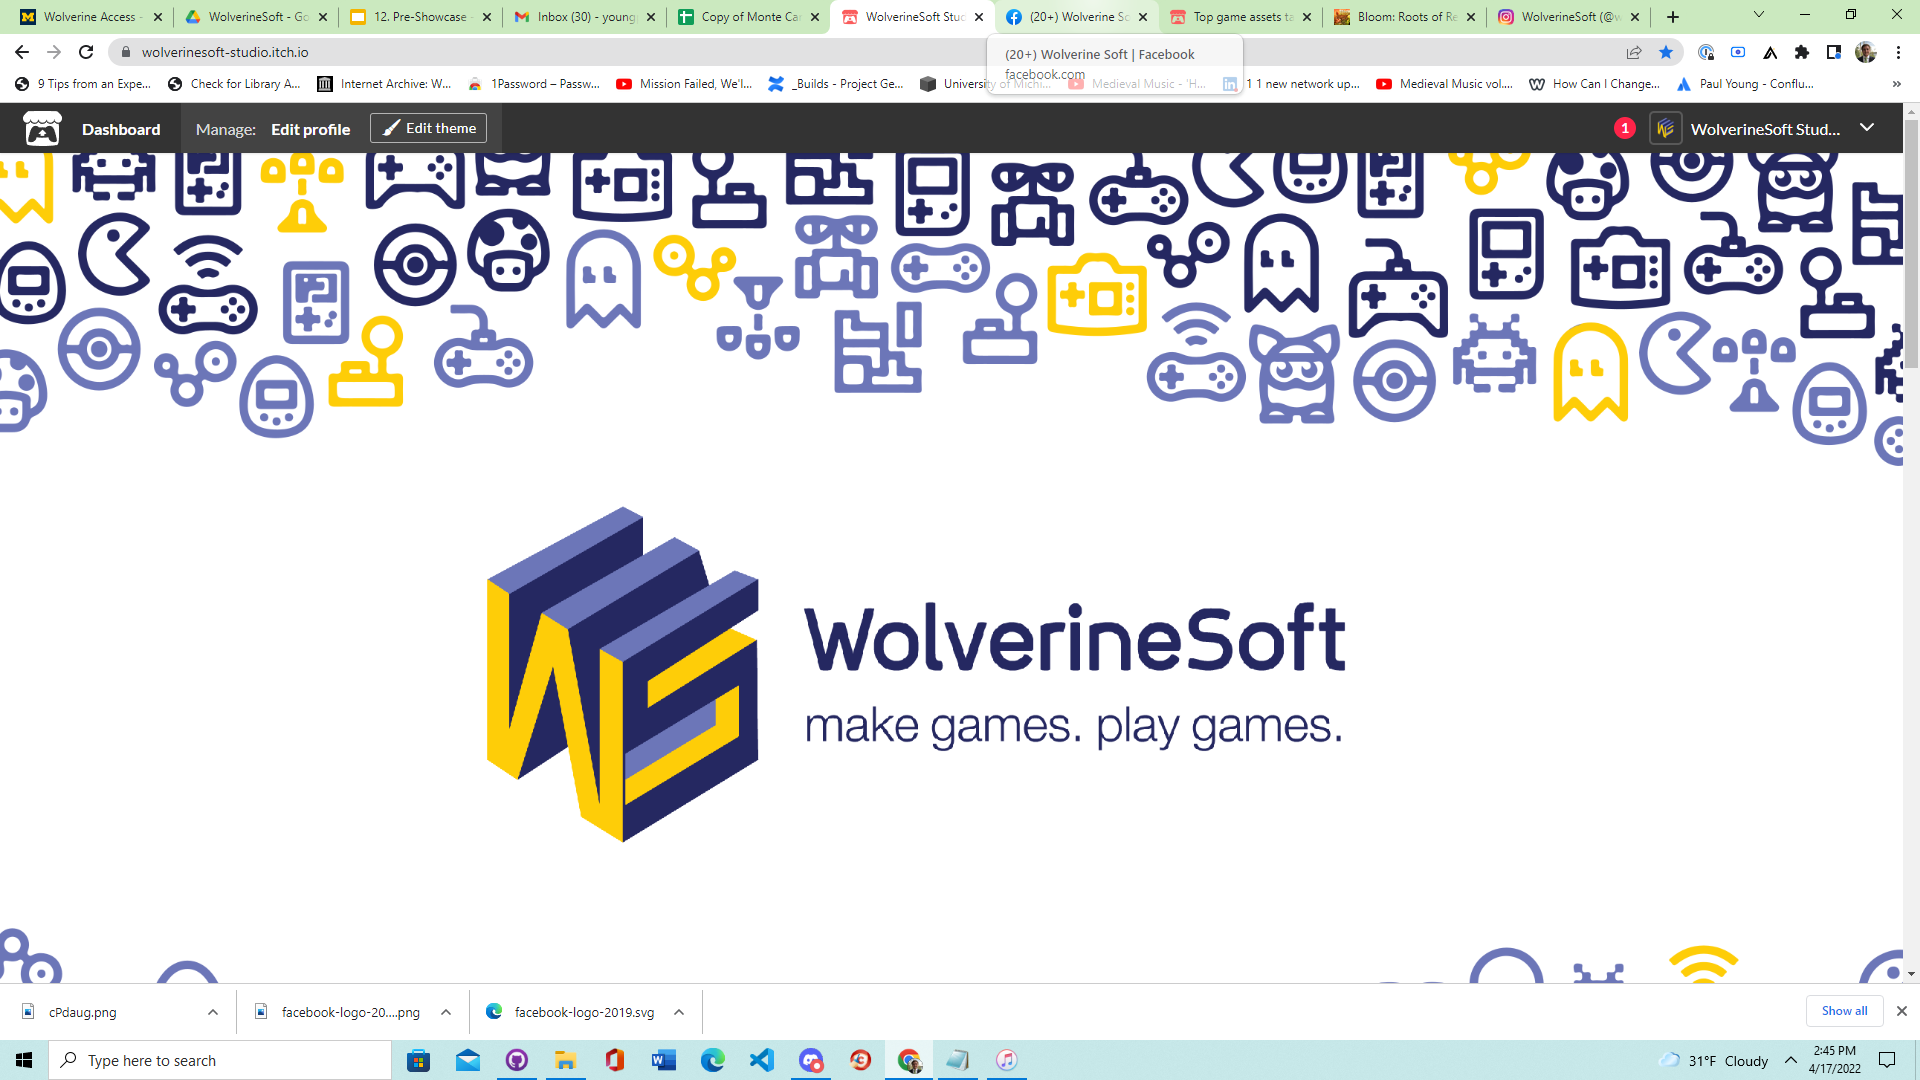 Wolverine Access -
WolverineSoft - Go
12. Pre-Showcase -
Inbox (30) - young
Copy of Monte Car
WolverineSoft Stud
(20+) Wolverine So
Top game assets ta
Bloom: Roots of Re
WolverineSoft (@w
wolverinesoft-studio.itch.io
(20+) Wolverine Soft | Facebook
facebook.com
9 Tips from an Expe...
Check for Library A...
Internet Archive: W...
1Password – Passw...
Mission Failed, We'l...
_Builds - Project Ge...
University of Michi...
Medieval Music - 'H...
1 1 new network up...
Medieval Music vol....
How Can I Change...
Paul Young - Conflu...
»
Dashboard
Manage:
Edit profile
Edit theme
1
WolverineSoft Stud...
WolverineSoft
make games. play games.
cPdaug.png
facebook-logo-20....png
facebook-logo-2019.svg
Show all
Type here to search
31°F Cloudy
2:45 PM
4/17/2022